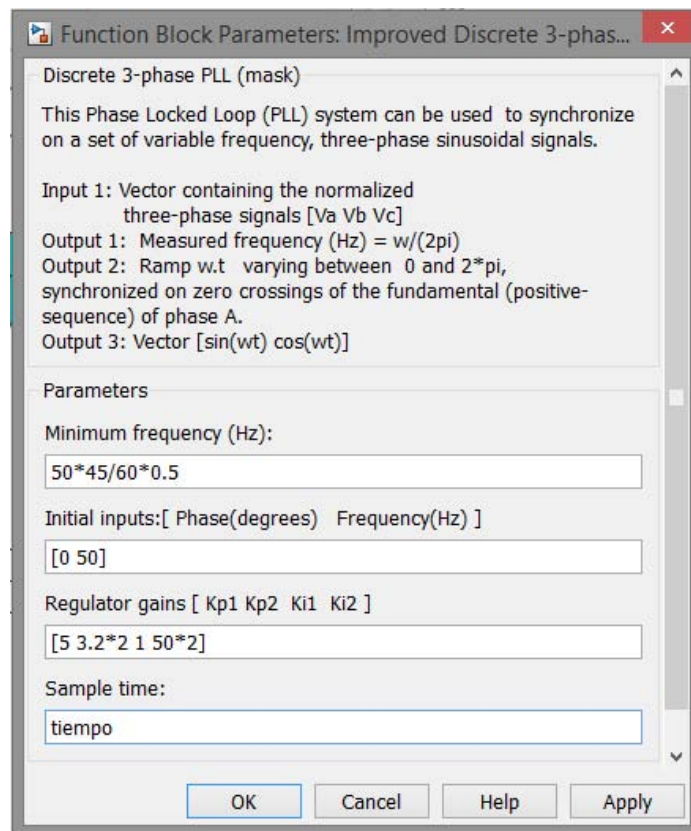 Function Block Parameters: Improved Discrete 3-phas...
Discrete 3-phase PLL (mask)
This Phase Locked Loop (PLL) system can be used to synchronize
on a set of variable frequency, three-phase sinusoidal signals.
Input 1: Vector containing the normalized
three-phase signals [Va Vb Vc]
Output 1: Measured frequency (Hz) = w/(2pi)
Output 2: Ramp w.t varying between 0 and 2*pi,
synchronized on zero crossings of the fundamental (positive-
sequence) of phase A.
Output 3: Vector [sin(wt) cos(wt)]
Parameters
Minimum frequency (Hz):
50*45/60*0.5
Initial inputs:[ Phase(degrees) Frequency(Hz) ]
[0 50]
Regulator gains [ Kp1 Kp2 Ki1 Ki2 ]
[5 3.2*2 1 50*2]
Sample time:
tiempo
OK Cancel Help Apply